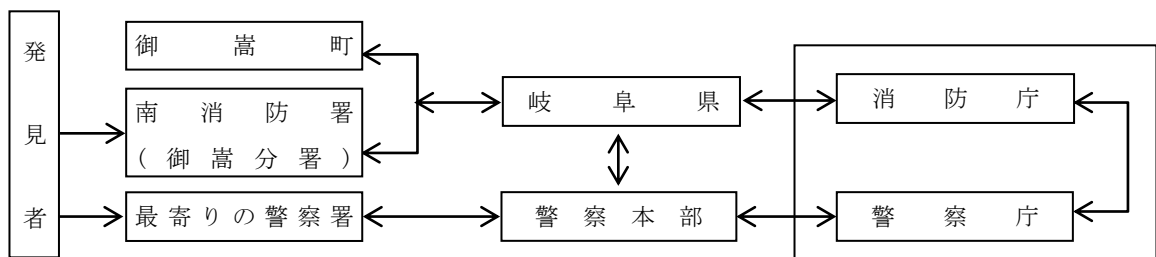 発見者
御嵩町
南消防署
(御嵩分署)
最寄りの警察署
岐阜県
警察本部
消防庁
警察庁